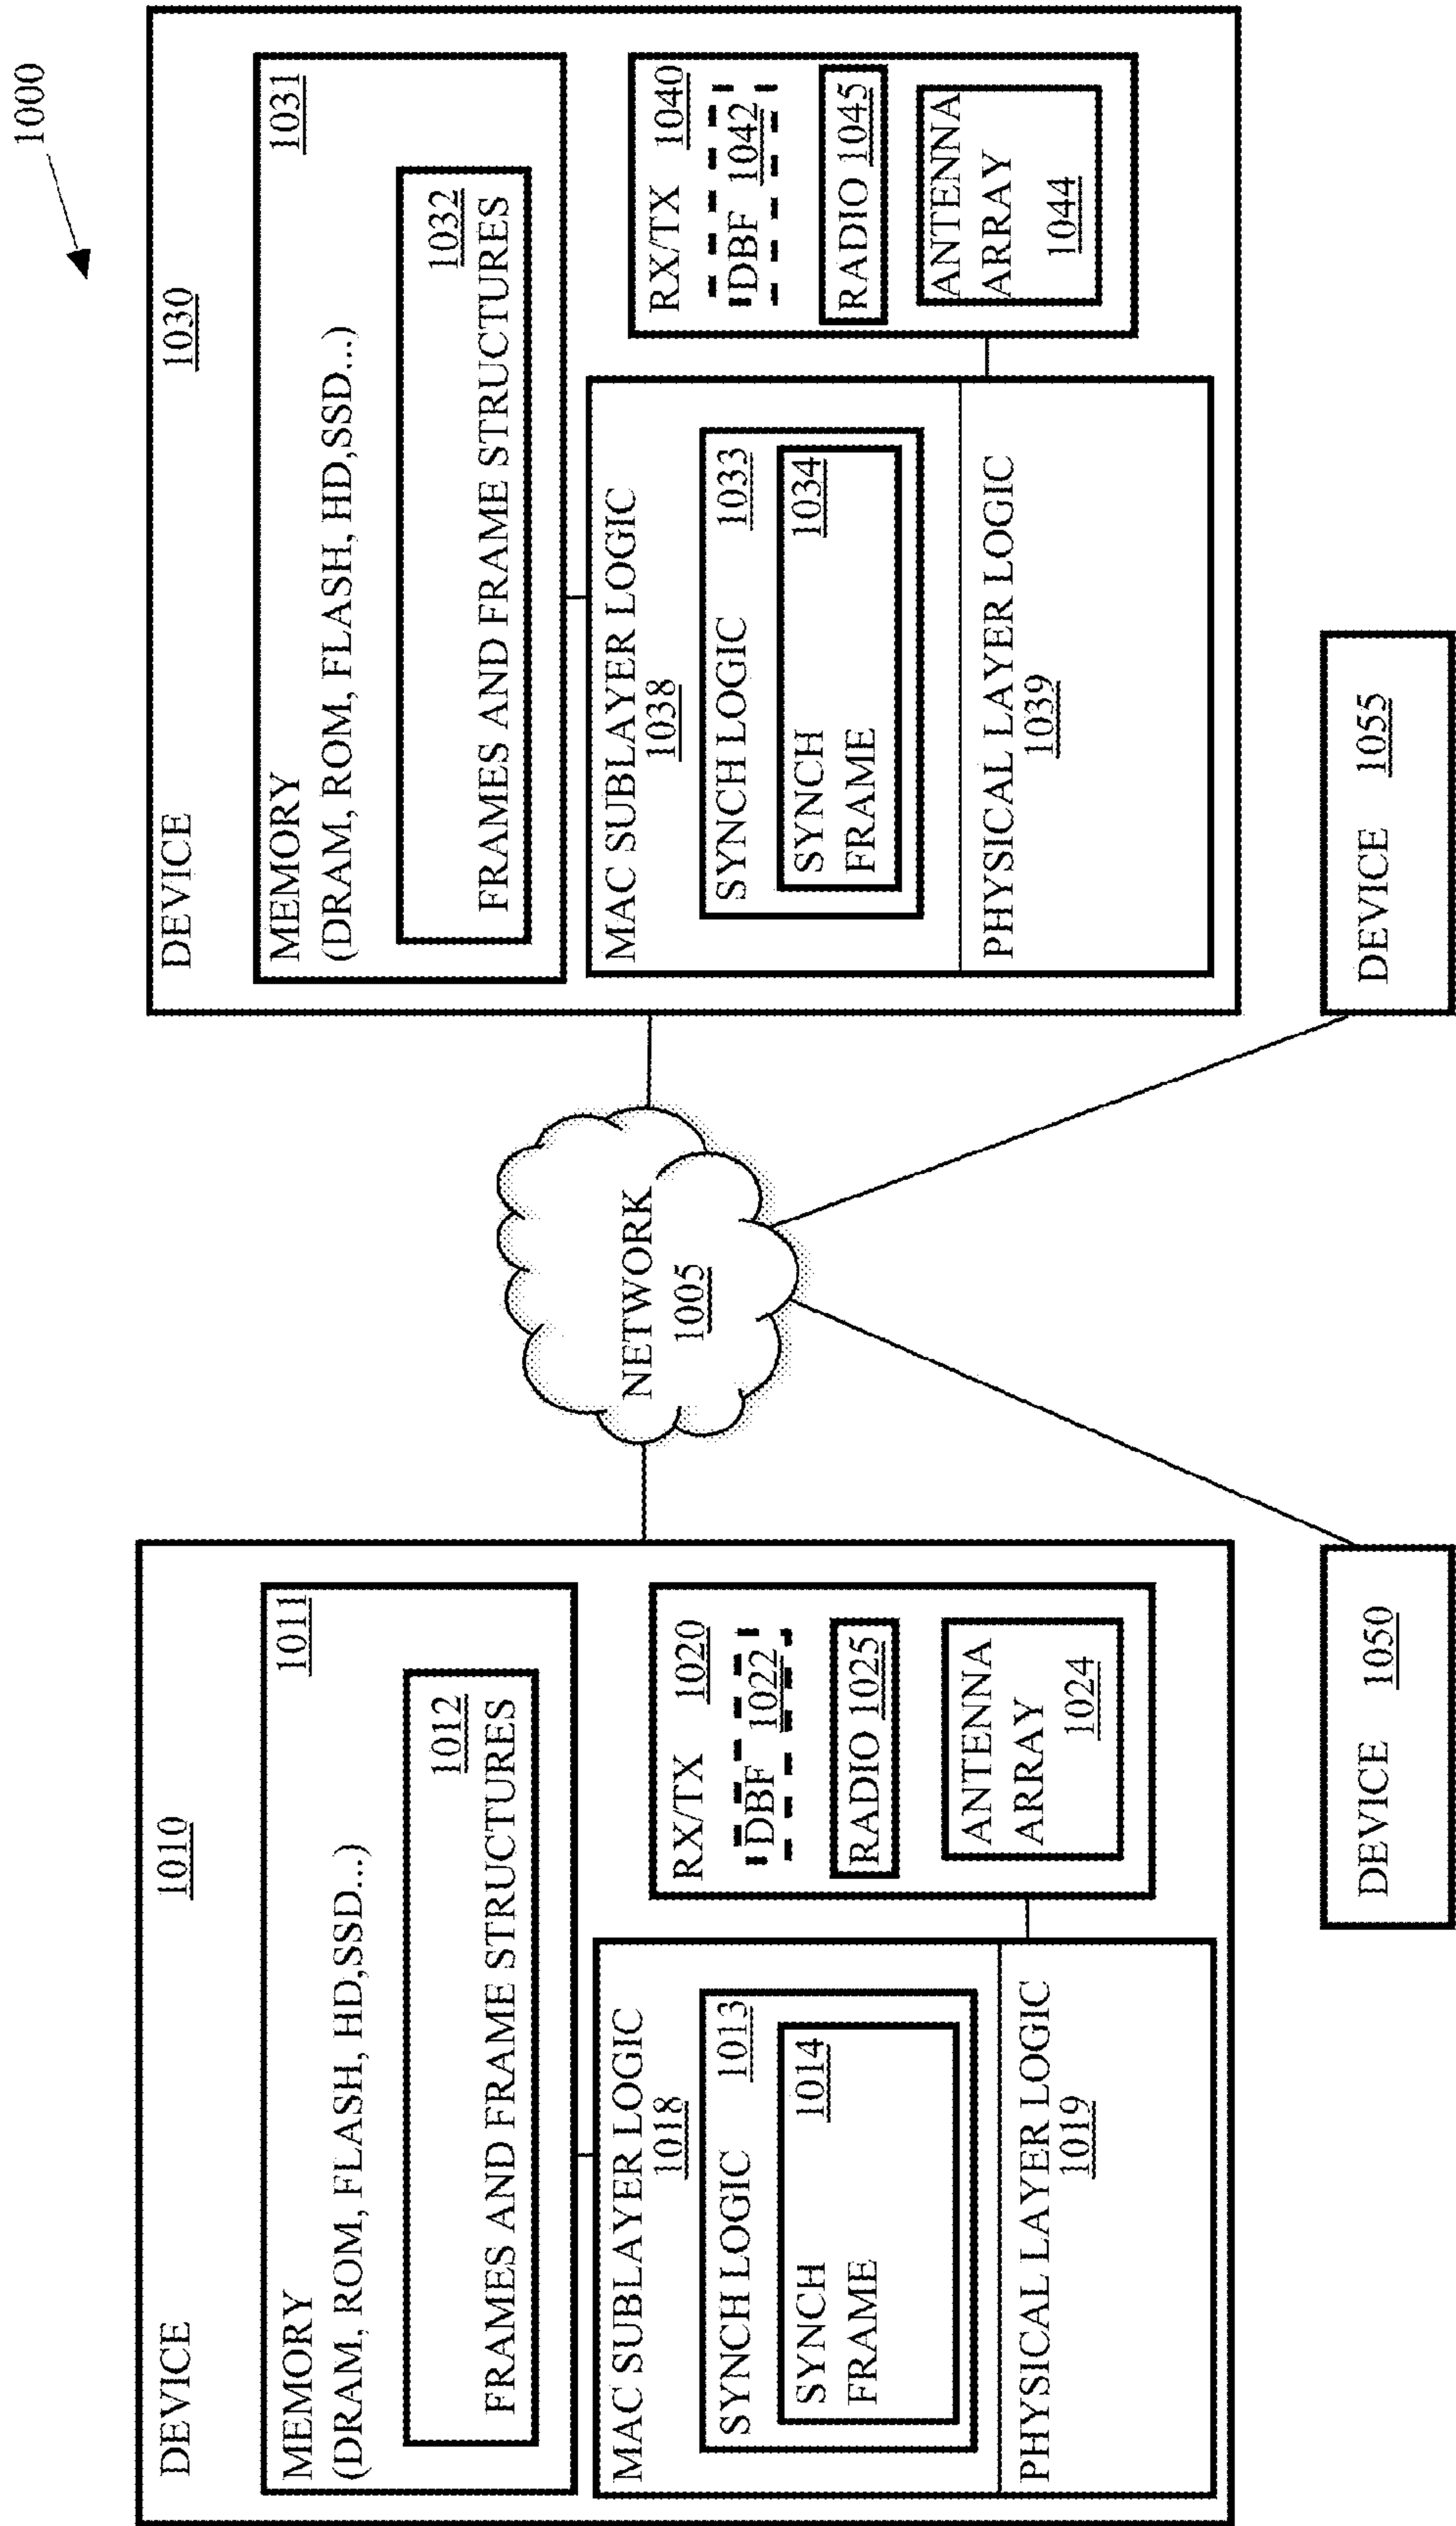 1000
DEVICE 1010
MEMORY 1011
(DRAM, ROM, FLASH, HD,SSD...)
1012
FRAMES AND FRAME STRUCTURES
MAC SUBLAYER LOGIC
1018
SYNCH LOGIC 1013
SYNCH 1014
FRAME
PHYSICAL LAYER LOGIC
1019
RX/TX 1020
DBF 1022
RADIO 1025
ANTENNA
ARRAY
1024
NETWORK
1005
DEVICE 1030
MEMORY 1031
(DRAM, ROM, FLASH, HD,SSD...)
1032
FRAMES AND FRAME STRUCTURES
MAC SUBLAYER LOGIC
1038
SYNCH LOGIC 1033
SYNCH 1034
FRAME
PHYSICAL LAYER LOGIC
1039
RX/TX 1040
DBF 1042
RADIO 1045
ANTENNA
ARRAY
1044
DEVICE 1050
DEVICE 1055